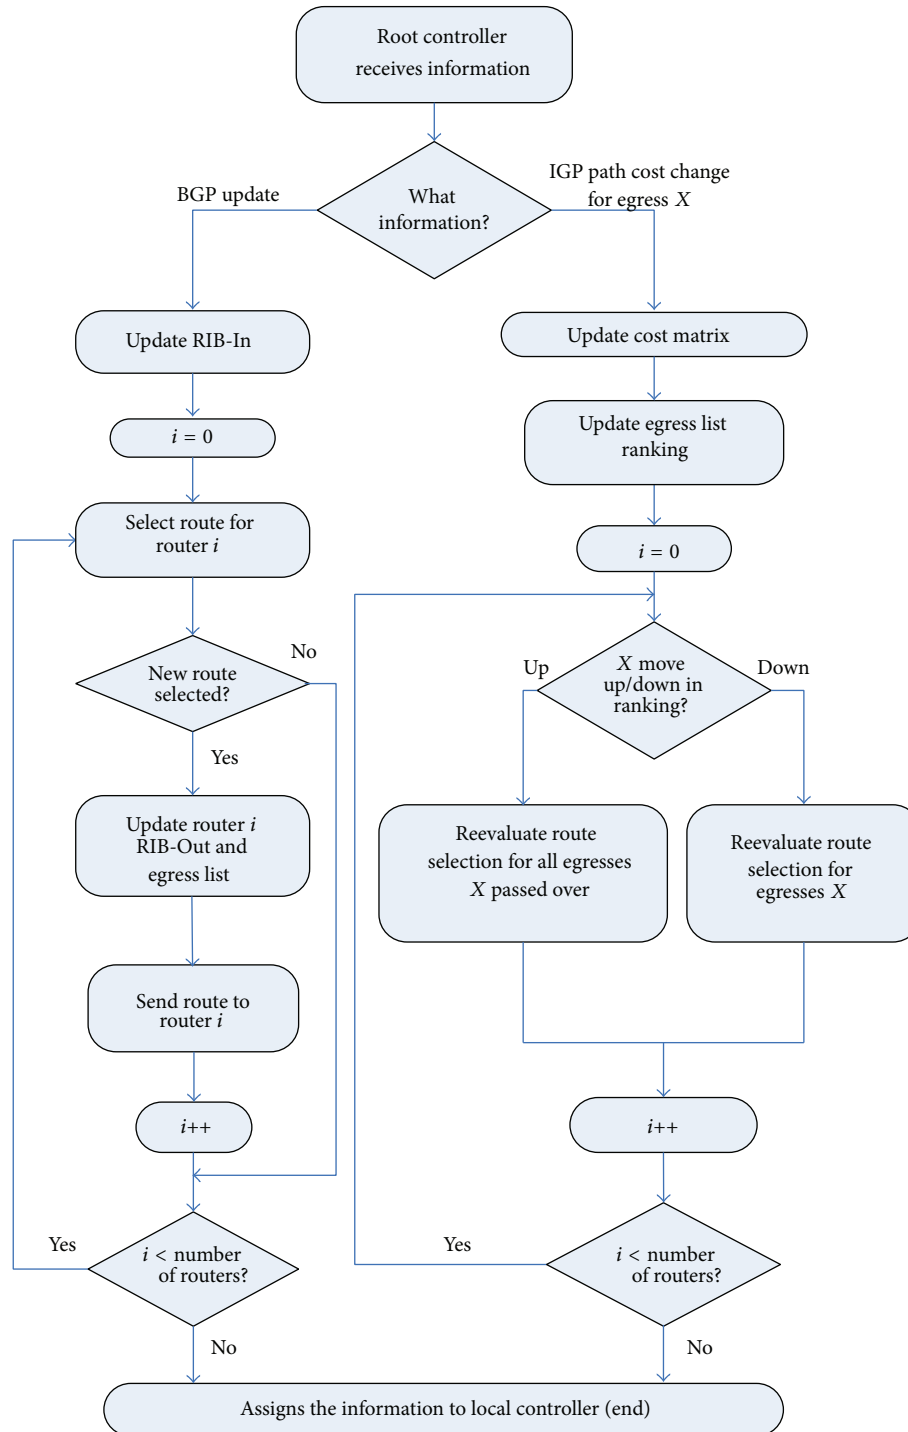 Root controller
receives information
What
information?
BGP update
IGP path cost change
for egress X
Update RIB-In
i = 0
Select route for
router i
New route
selected?
No
Yes
Update router i
RIB-Out and
egress list
Send route to
router i
i++
i < number
of routers?
Yes
No
Update cost matrix
Update egress list
ranking
i = 0
X move
up/down in
ranking?
Up
Down
Reevaluate route
selection for all egresses
X passed over
Reevaluate route
selection for
egresses X
i++
i < number
of routers?
Yes
No
Assigns the information to local controller (end)